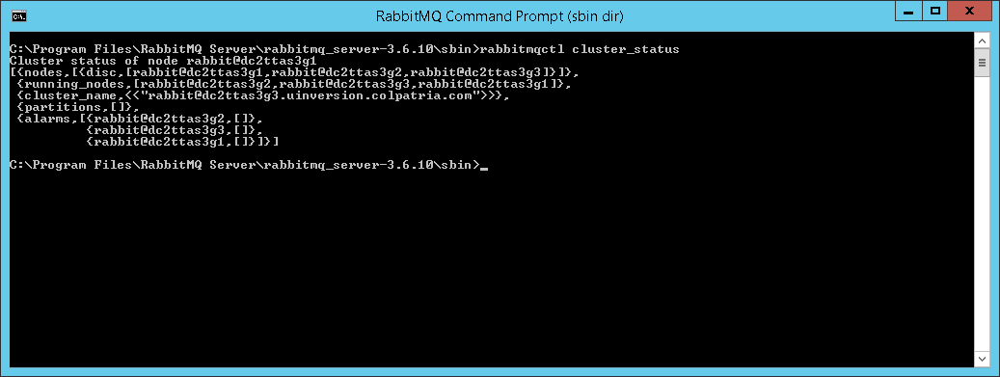 RabbitMQ Command Prompt (sbin dir)
C:\Program Files\RabbitMQ Server\rabbitmq_server-3.6.10\sbin>rabbitmqctl cluster_status
Cluster status of node rabbit@dc2ttas3g1
[{nodes,[{disc,[rabbit@dc2ttas3g1,rabbit@dc2ttas3g2,rabbit@dc2ttas3g3]}]},
 {running_nodes,[rabbit@dc2ttas3g2,rabbit@dc2ttas3g3,rabbit@dc2ttas3g1]},
 {cluster_name,<<"rabbit@dc2ttas3g3.uinversion.colpatria.com">>},
 {partitions,[]},
 {alarms,[{rabbit@dc2ttas3g2,[]},
          {rabbit@dc2ttas3g3,[]},
          {rabbit@dc2ttas3g1,[]}]}]
C:\Program Files\RabbitMQ Server\rabbitmq_server-3.6.10\sbin>_